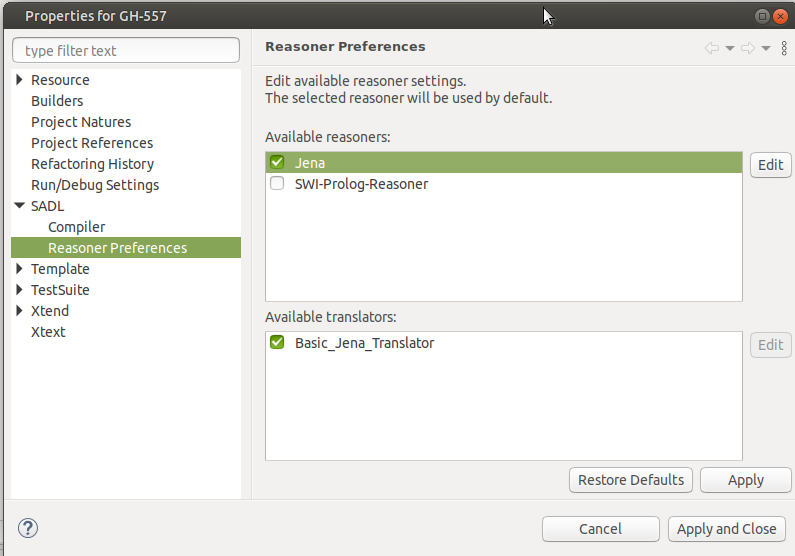 Properties for GH-557
type filter text
Resource
Builders
Project Natures
Project References
Refactoring History
Run/Debug Settings
SADL
Compiler
Reasoner Preferences
Template
TestSuite
Xtend
Xtext
Reasoner Preferences
Edit available reasoner settings.
The selected reasoner will be used by default.
Available reasoners:
Jena
SWI-Prolog-Reasoner
Edit
Available translators:
Basic_Jena_Translator
Edit
Restore Defaults
Apply
?
Cancel
Apply and Close